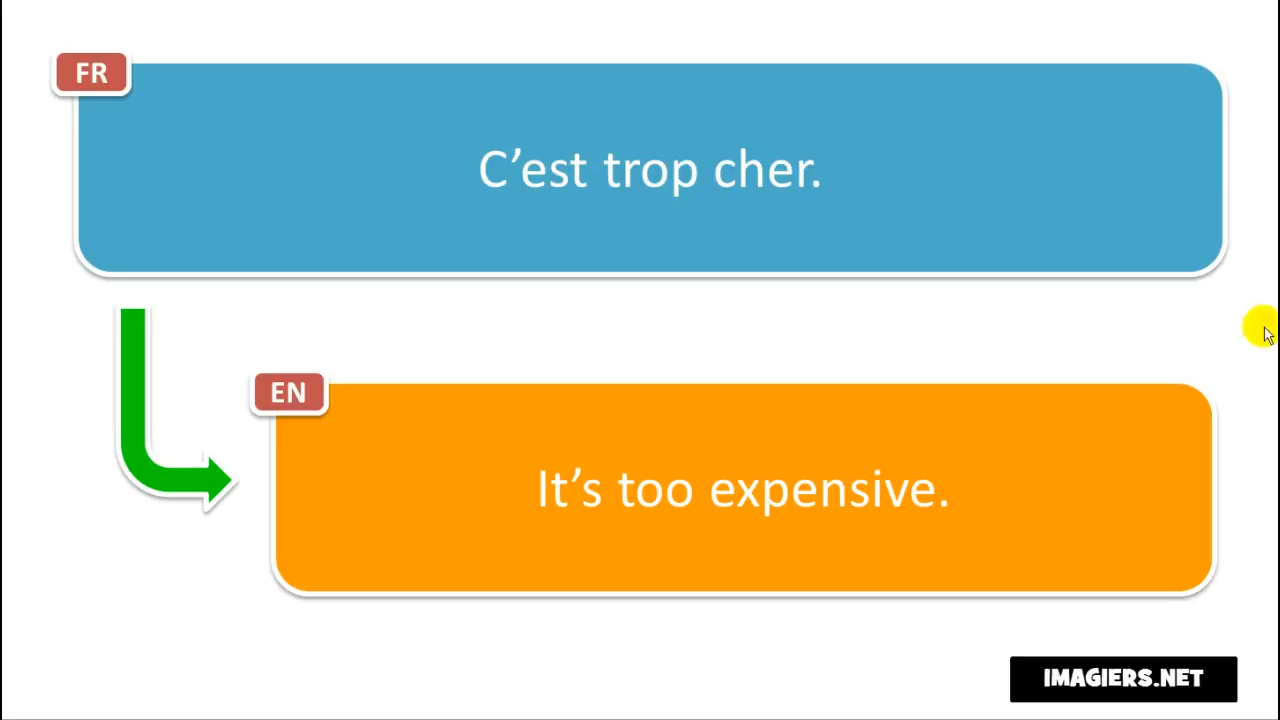 FR
C’est trop cher.
EN
It’s too expensive.
IMAGIERS.NET